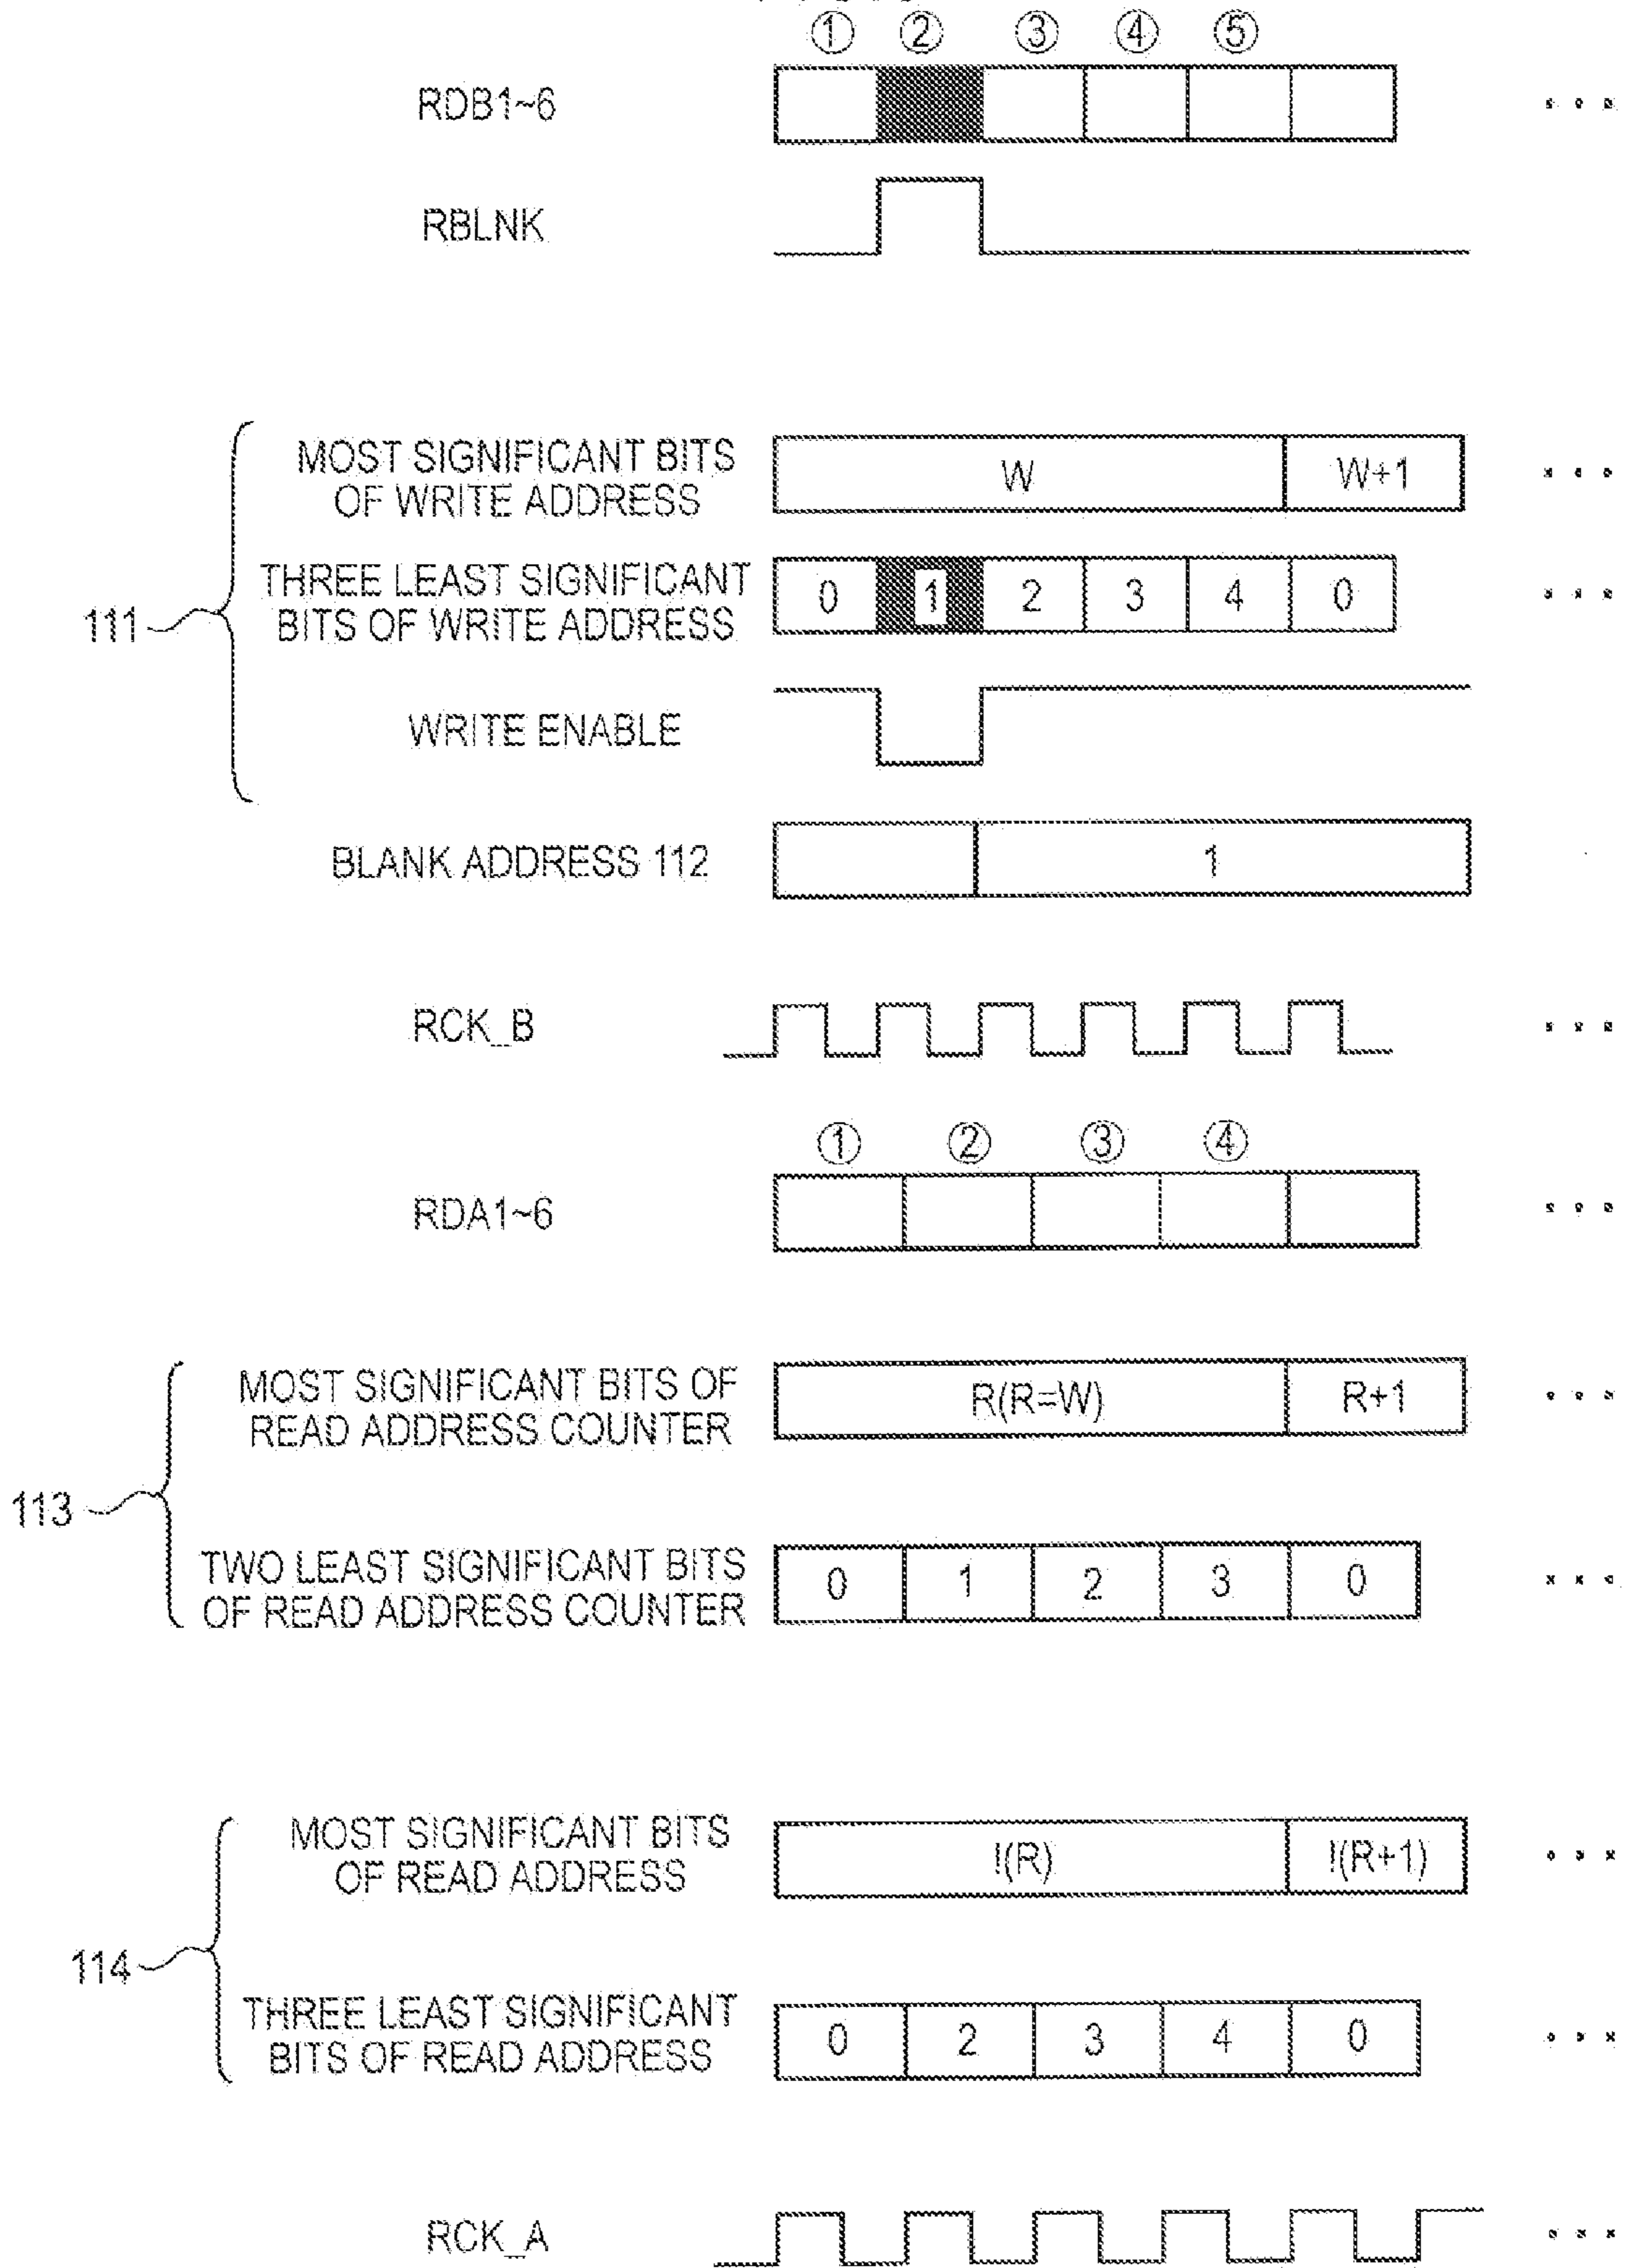 ① ② ③ ④ ⑤
RDB1~6
RBLNK
MOST SIGNIFICANT BITS
OF WRITE ADDRESS
W W+1
111
THREE LEAST SIGNIFICANT
BITS OF WRITE ADDRESS
0 1 2 3 4 0
WRITE ENABLE
BLANK ADDRESS 112
1
RCK_B
① ② ③ ④
RDA1~6
MOST SIGNIFICANT BITS OF
READ ADDRESS COUNTER
R(R=W) R+1
113
TWO LEAST SIGNIFICANT BITS
OF READ ADDRESS COUNTER
0 1 2 3 0
MOST SIGNIFICANT BITS
OF READ ADDRESS
!(R) !(R+1)
114
THREE LEAST SIGNIFICANT
BITS OF READ ADDRESS
0 2 3 4 0
RCK_A